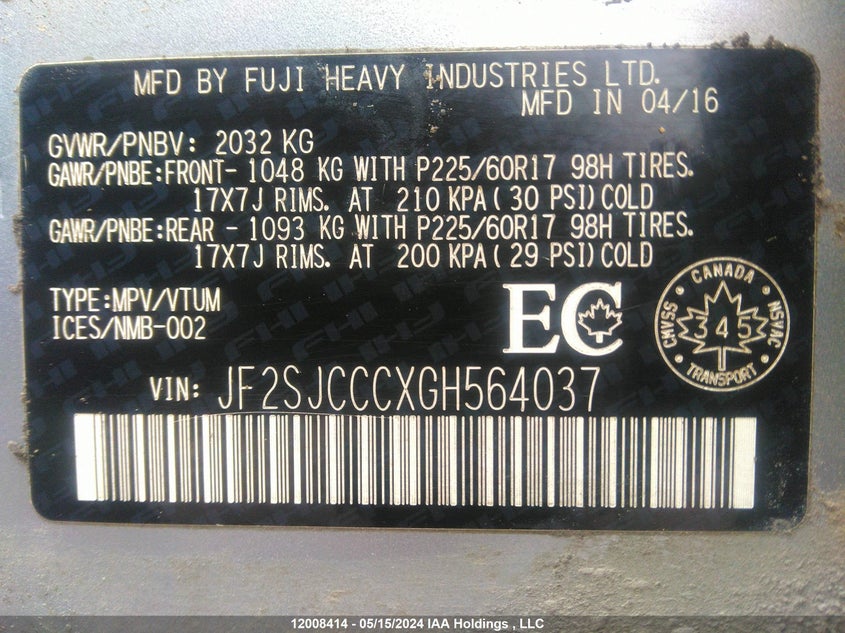 MFD BY FUJI HEAVY INDUSTRIES LTD.
MFD IN 04/16
GVWR/PNBV: 2032 KG
GAWR/PNBE:FRONT- 1048 KG WITH P225/60R17 98H TIRES.
17X7J RIMS. AT 210 KPA(30 PSI)COLD
GAWR/PNBE:REAR - 1093 KG WITH P225/60R17 98H TIRES.
17X7J RIMS. AT 200 KPA(29 PSI)COLD
TYPE:MPV/VTUM
ICES/NMB-002
EC
CANADA
CMVSS
345
NSVAC
TRANSPORT
VIN: JF2SJCCCXGH564037
FHI
12008414 - 05/15/2024 IAA Holdings , LLC